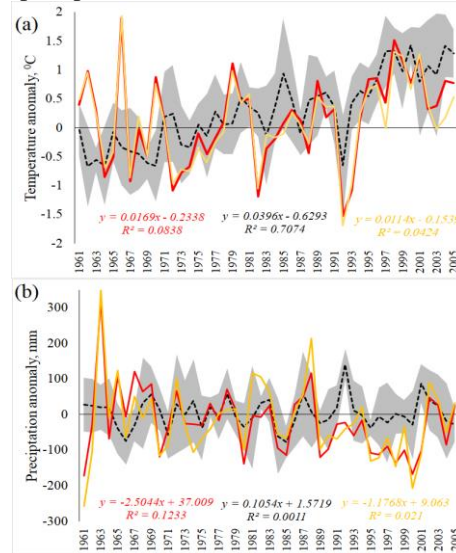 (a)
Temperature anomaly, ⁰C
2
1.5
1
0.5
0
-0.5
-1
-1.5
-2
y = 0.0169x - 0.2338 y = 0.0396x - 0.6293 y = 0.0114x - 0.1539
R² = 0.0838 R² = 0.7074 R² = 0.0424
1961 1963 1965 1967 1969 1971 1973 1975 1977 1979 1981 1983 1985 1987 1989 1991 1993 1995 1997 1999 2001 2003 2005
(b)
Precipitation anomaly, mm
300
200
100
0
-100
-200
-300
y = -2.5044x + 37.009 y = 0.1054x + 1.5719 y = -1.1768x + 9.063
R² = 0.1233 R² = 0.0011 R² = 0.021
1961 1963 1965 1967 1969 1971 1973 1975 1977 1979 1981 1983 1985 1987 1989 1991 1993 1995 1997 1999 2001 2003 2005